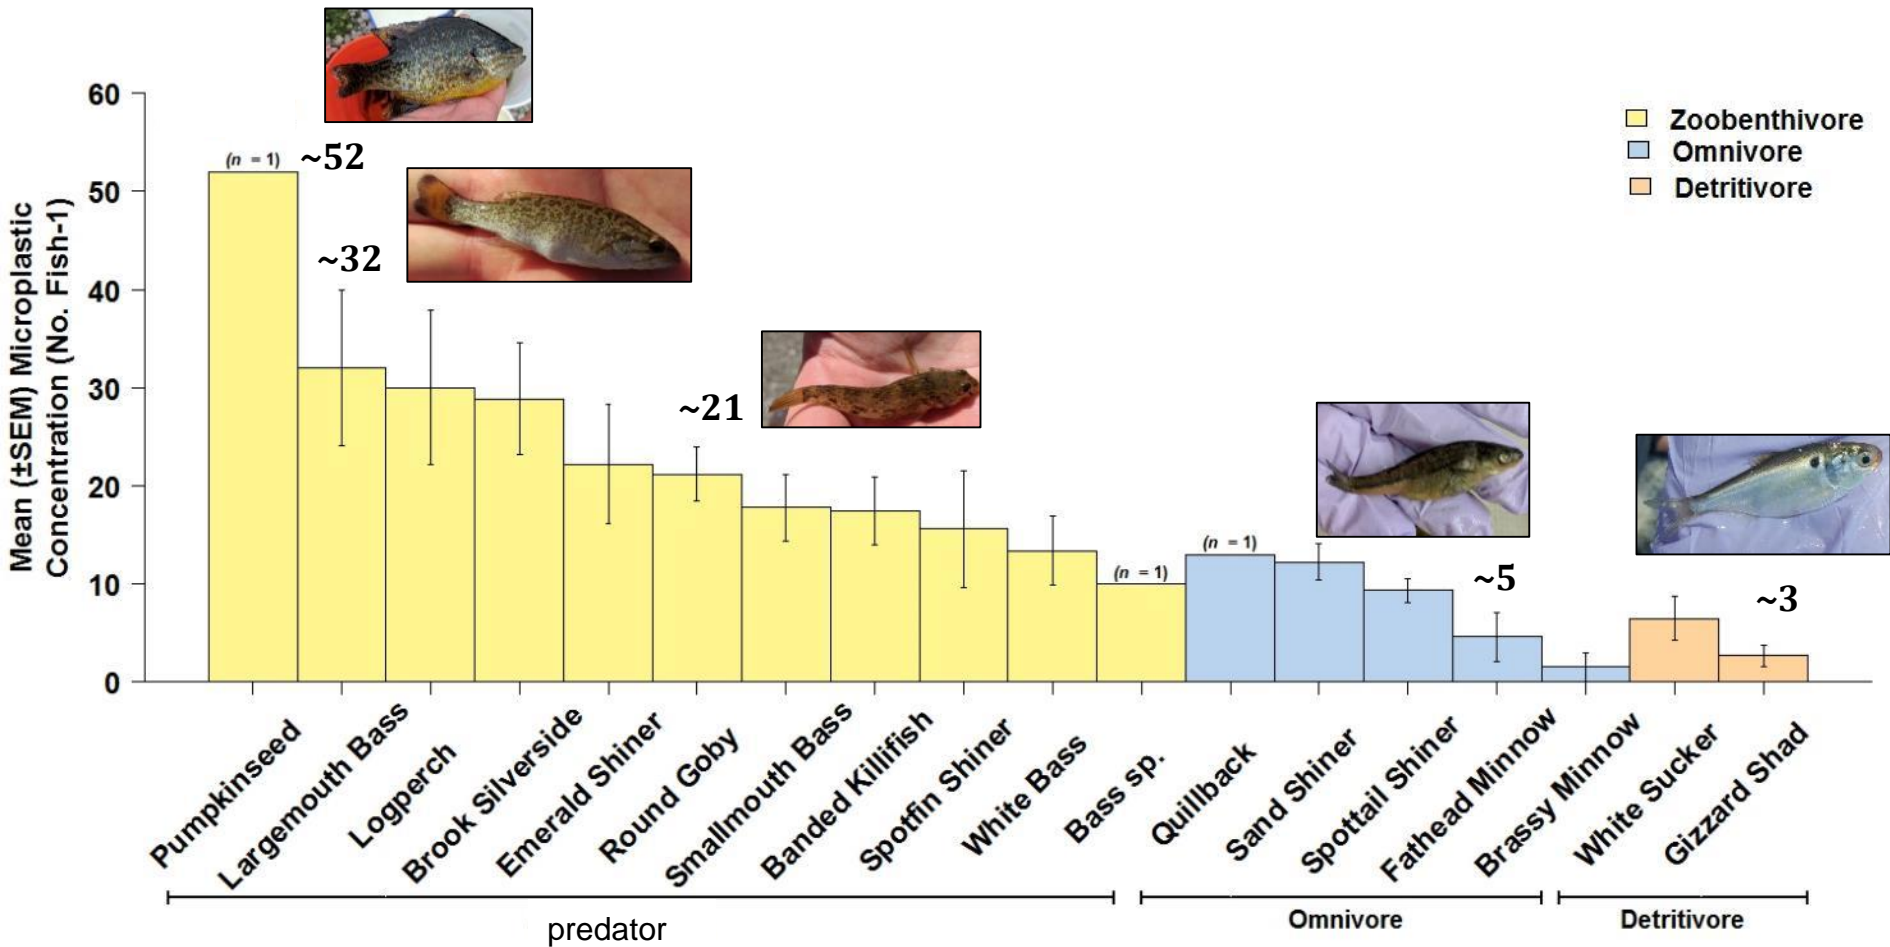 Mean (±SEM) Microplastic
Concentration (No. Fish-1)
60
50
40
30
20
10
0
(n = 1)
~52
~32
~21
(n = 1)
(n = 1)
~5
~3
Zoobenthivore
Omnivore
Detritivore
Pumpkinseed
Largemouth Bass
Logperch
Brook Silverside
Emerald Shiner
Round Goby
Smallmouth Bass
Banded Killifish
Spotfin Shiner
White Bass
Bass sp.
Quillback
Sand Shiner
Spottail Shiner
Fathead Minnow
Brassy Minnow
White Sucker
Gizzard Shad
predator
Omnivore
Detritivore